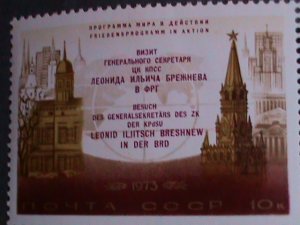 ПРОГРАММА МИРА В ДЕЙСТВИИ
FRIEDENSPROGRAMM IN AKTION
ВИЗИТ
ГЕНЕРАЛЬНОГО СЕКРЕТАРЯ
ЦК КПСС
ЛЕОНИДА ИЛЬИЧА БРЕЖНЕВА
В ФРГ
BESUCH
DES GENERALSEKRETÄRS DES ZK
DER KPdSU
LEONID ILJITSCH BRESHNEW
IN DER BRD
1973
ПОЧТА СССР 10к